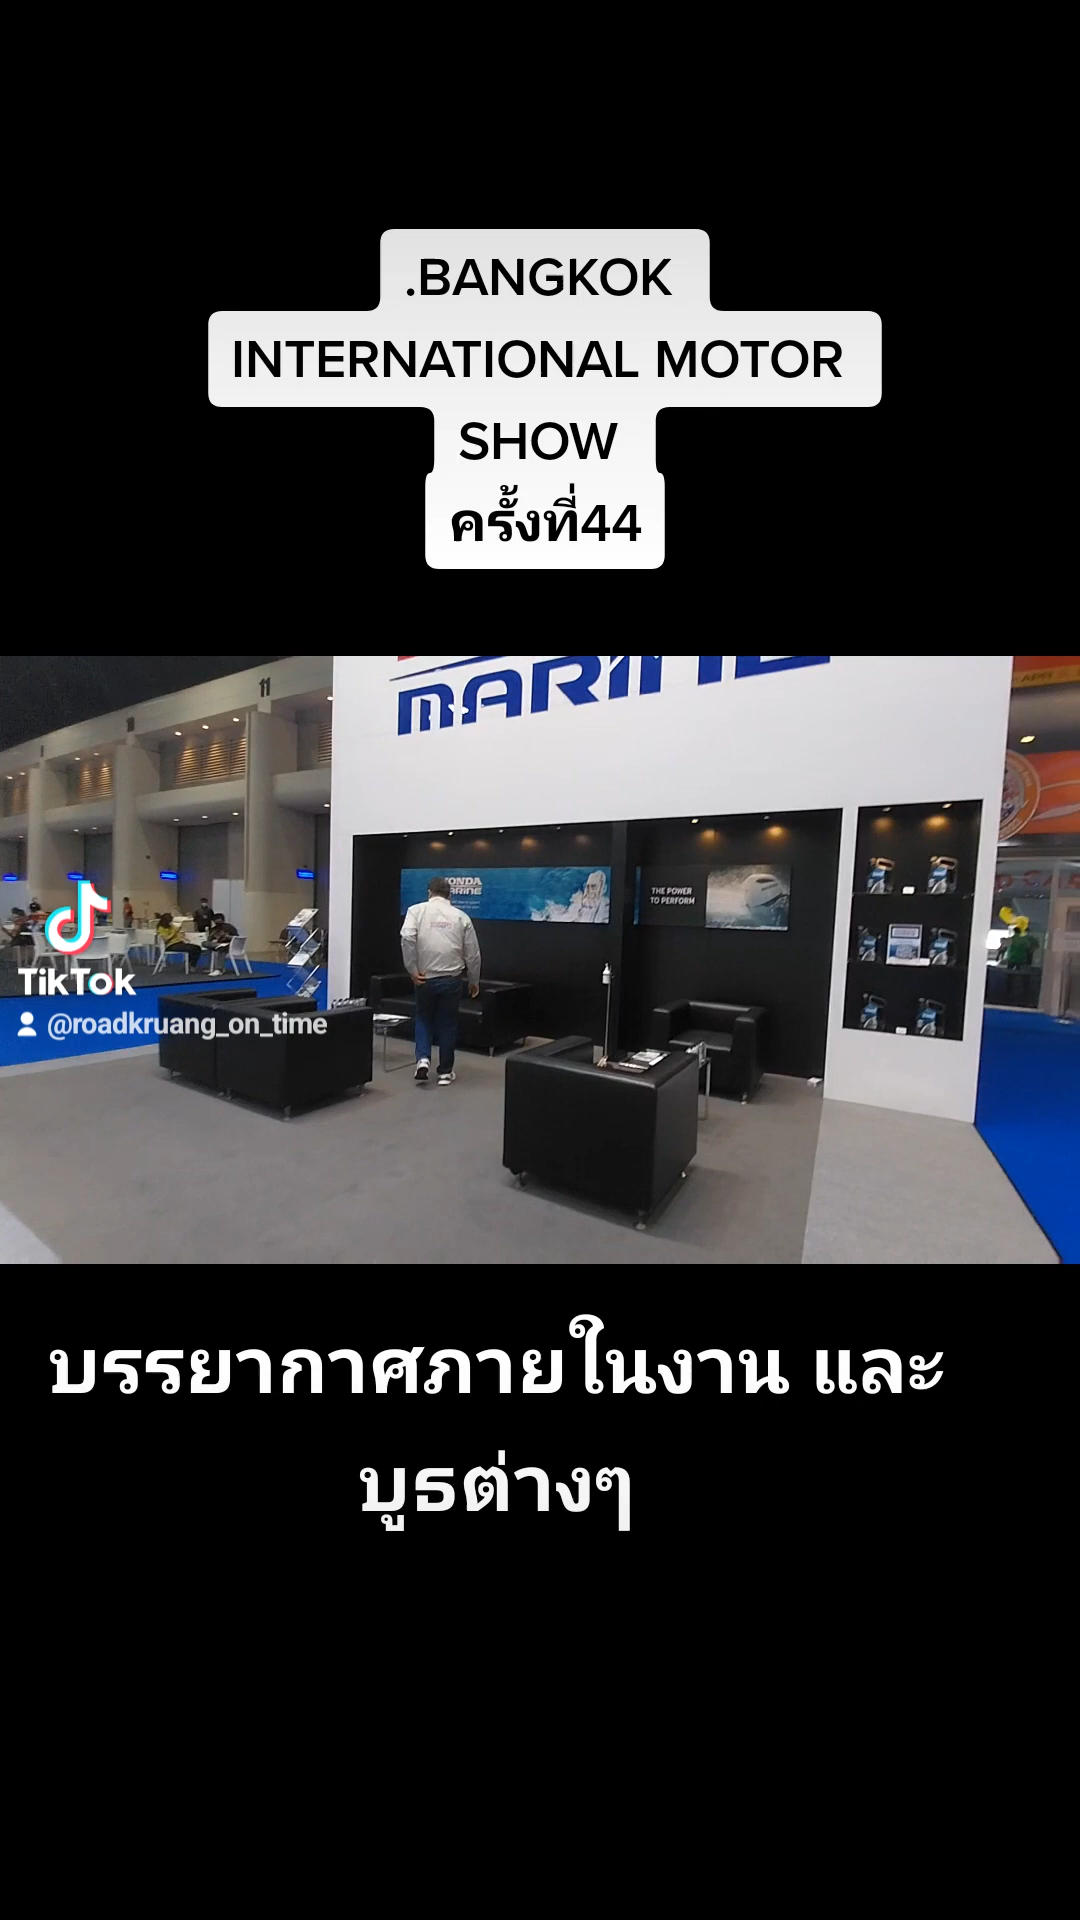 .BANGKOK
INTERNATIONAL MOTOR
SHOW
ครั้งที่44
MARINE
11
HONDA
MARINE
THE POWER
TO PERFORM
TikTok
@roadkruang_on_time
บรรยากาศภายในงาน และ
บูธต่างๆ